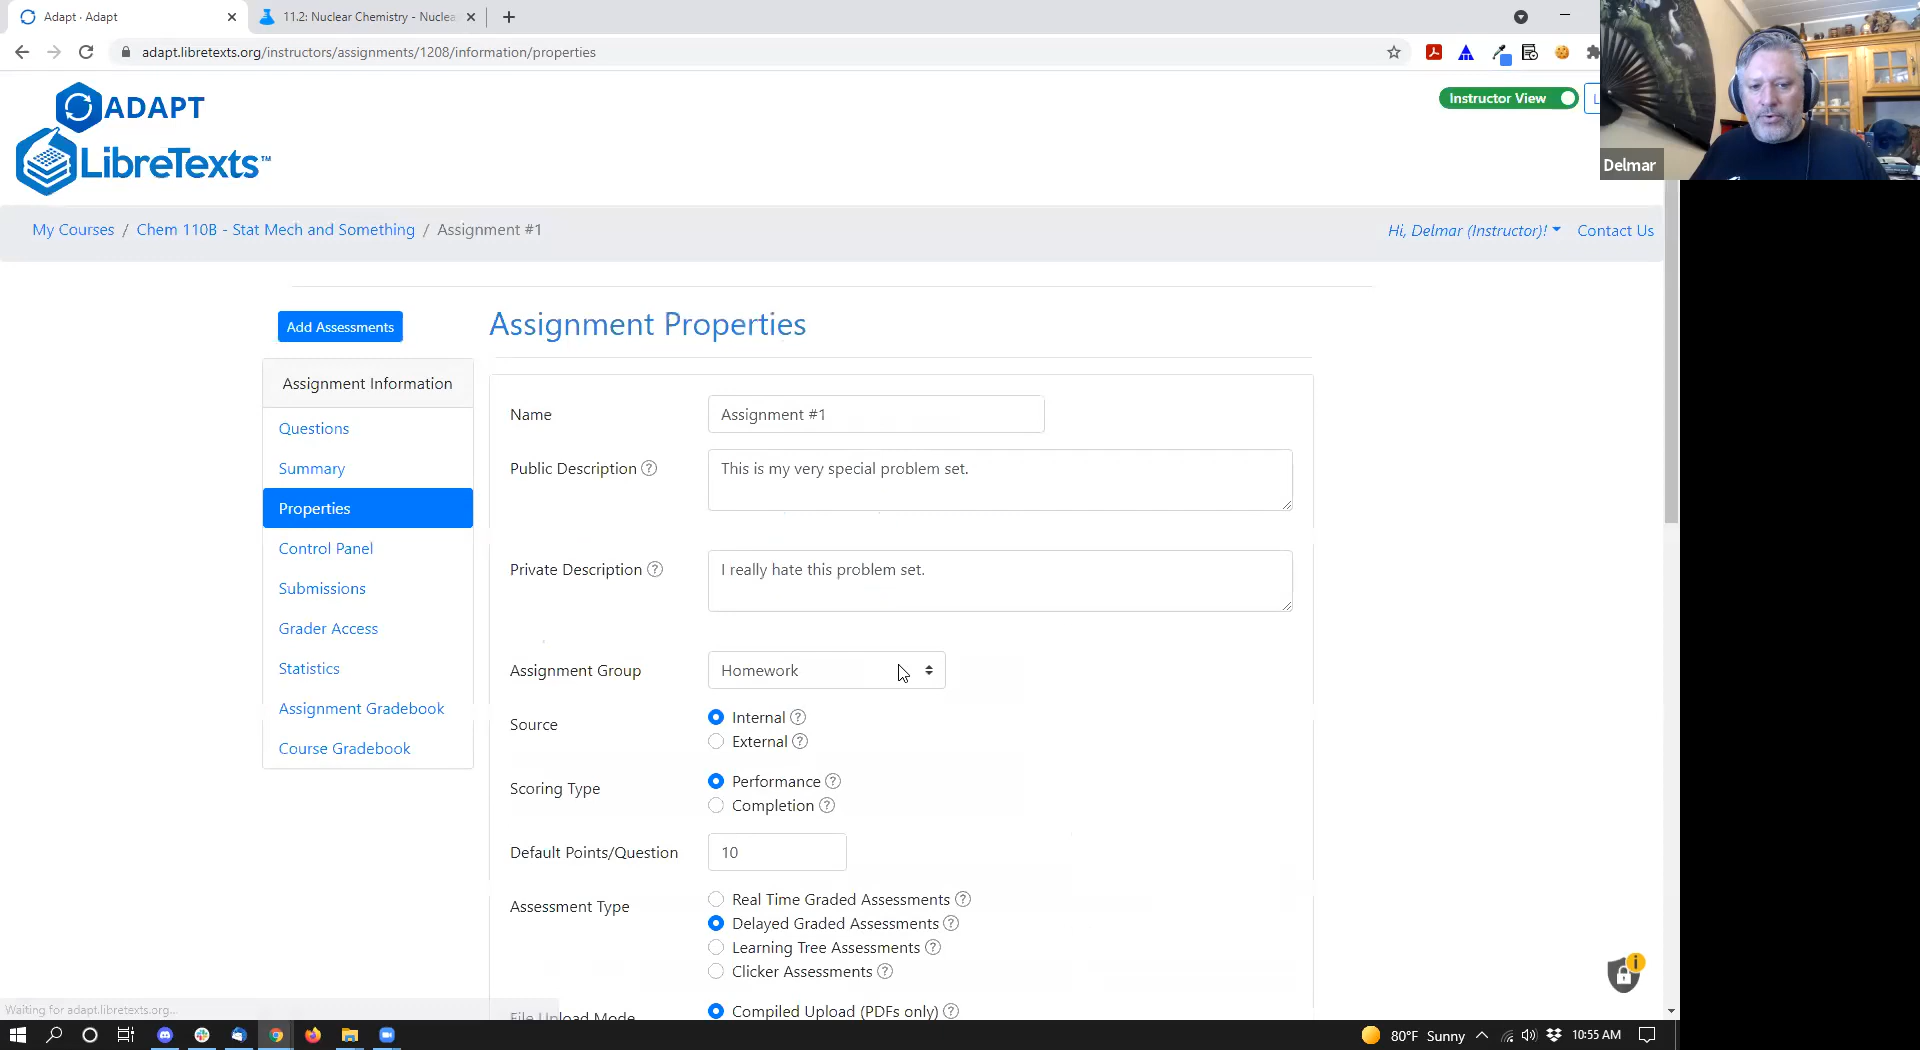 Adapt · Adapt
11.2: Nuclear Chemistry - Nuclea
adapt.libretexts.org/instructors/assignments/1208/information/properties
ADAPT
LibreTexts™
Instructor View
L
Delmar
My Courses / Chem 110B - Stat Mech and Something / Assignment #1
Hi, Delmar (Instructor)! Contact Us
Add Assessments
Assignment Properties
Assignment Information
Questions
Summary
Properties
Control Panel
Submissions
Grader Access
Statistics
Assignment Gradebook
Course Gradebook
Name
Assignment #1
Public Description ?
This is my very special problem set.
Private Description ?
I really hate this problem set.
Assignment Group
Homework
Source
Internal ?
External ?
Scoring Type
Performance ?
Completion ?
Default Points/Question
10
Assessment Type
Real Time Graded Assessments ?
Delayed Graded Assessments ?
Learning Tree Assessments ?
Clicker Assessments ?
File Upload Mode
Compiled Upload (PDFs only) ?
Waiting for adapt.libretexts.org...
80°F Sunny
10:55 AM